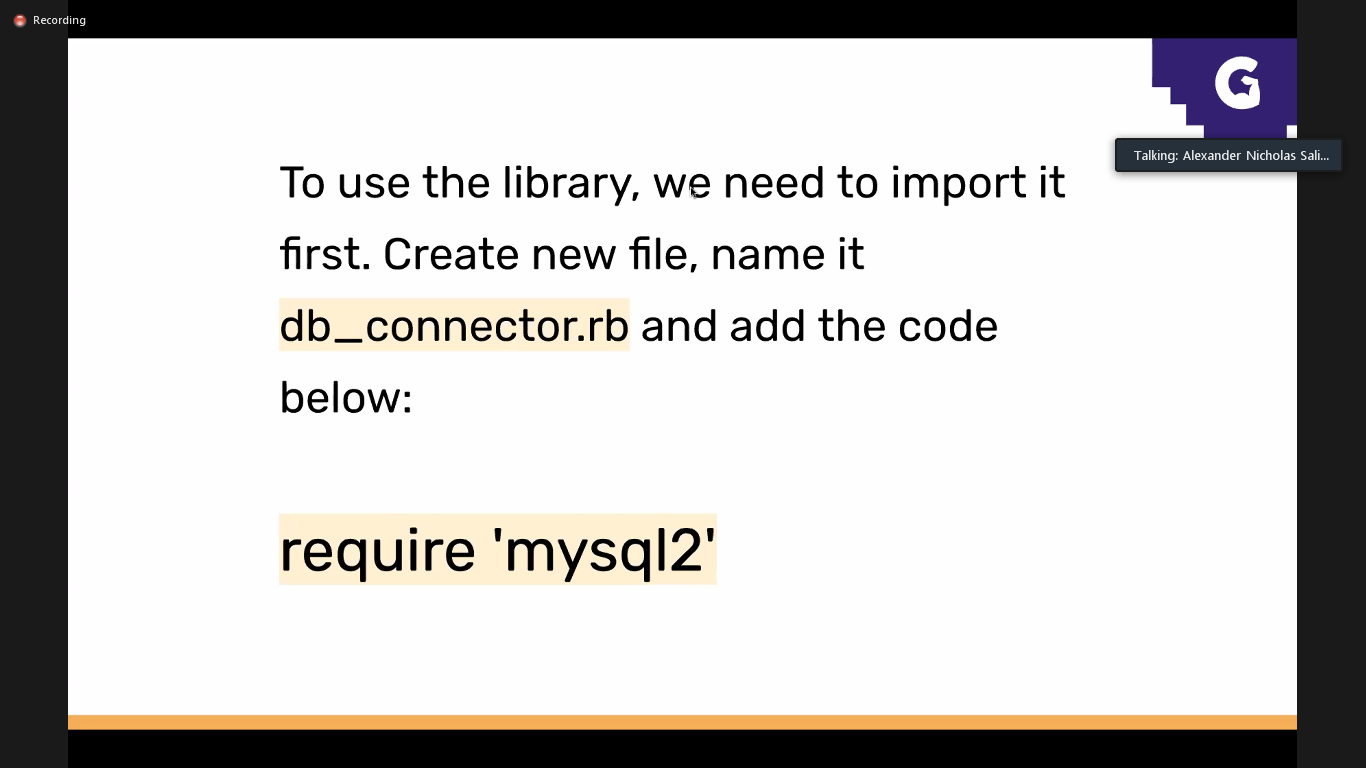 Recording
G
Talking: Alexander Nicholas Sali...
To use the library, we need to import it
first. Create new file, name it
db_connector.rb and add the code
below:
require 'mysql2'